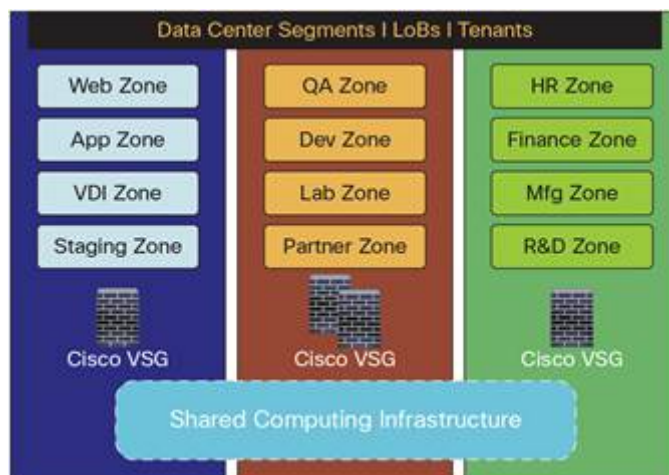 Data Center Segments | LoBs | Tenants
Web Zone
App Zone
VDI Zone
Staging Zone
Cisco VSG
QA Zone
Dev Zone
Lab Zone
Partner Zone
Cisco VSG
HR Zone
Finance Zone
Mfg Zone
R&D Zone
Cisco VSG
Shared Computing Infrastructure